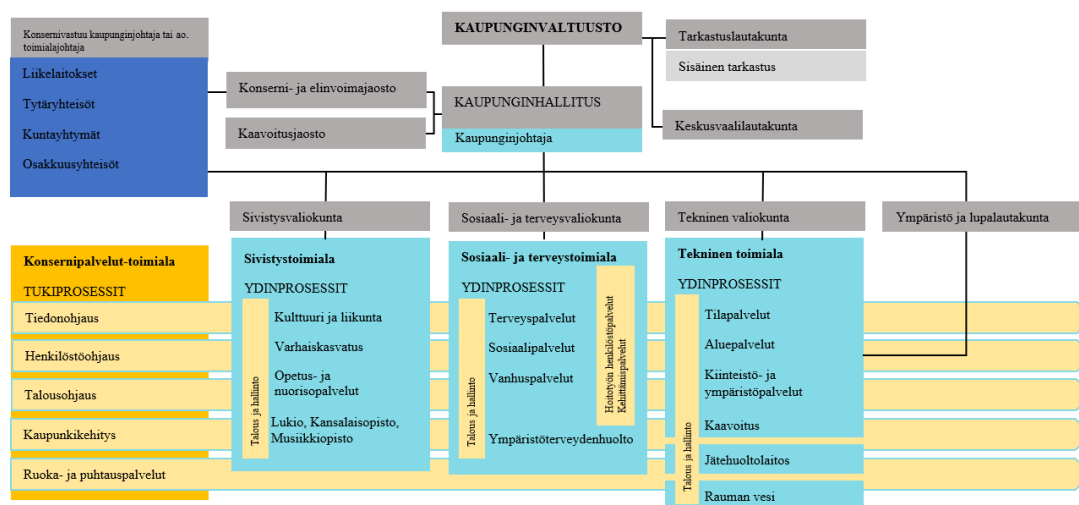 Konsernivastuu kaupunginjohtaja tai ao.
toimialajohtaja
Liikelaitokset
Tytäryhteisöt
Kuntayhtymät
Osakkuusyhteisöt
Konserni- ja elinvoimajaosto
Kaavoitusjaosto
KAUPUNGINVALTUUSTO
KAUPUNGINHALLITUS
Kaupunginjohtaja
Tarkastuslautakunta
Sisäinen tarkastus
Keskusvaalilautakunta
Sivistysvaliokunta
Sosiaali- ja terveysvaliokunta
Tekninen valiokunta
Ympäristö ja lupalautakunta
Konsernipalvelut-toimiala
TUKIPROSESSIT
Tiedonohjaus
Henkilöstöohjaus
Talousohjaus
Kaupunkikehitys
Ruoka- ja puhtauspalvelut
Sivistystoimiala
YDINPROSESSIT
Talous ja hallinto
Kulttuuri ja liikunta
Varhaiskasvatus
Opetus- ja
nuorisopalvelut
Lukio, Kansalaisopisto,
Musiikkiopisto
Sosiaali- ja terveystoimiala
YDINPROSESSIT
Talous ja hallinto
Terveyspalvelut
Sosiaalipalvelut
Vanhuspalvelut
Ympäristöterveydenhuolto
Hoitotyön henkilöstöpalvelut
Kehittämispalvelut
Tekninen toimiala
YDINPROSESSIT
Talous ja hallinto
Tilapalvelut
Aluepalvelut
Kiinteistö- ja
ympäristöpalvelut
Kaavoitus
Jätehuoltolaitos
Rauman vesi